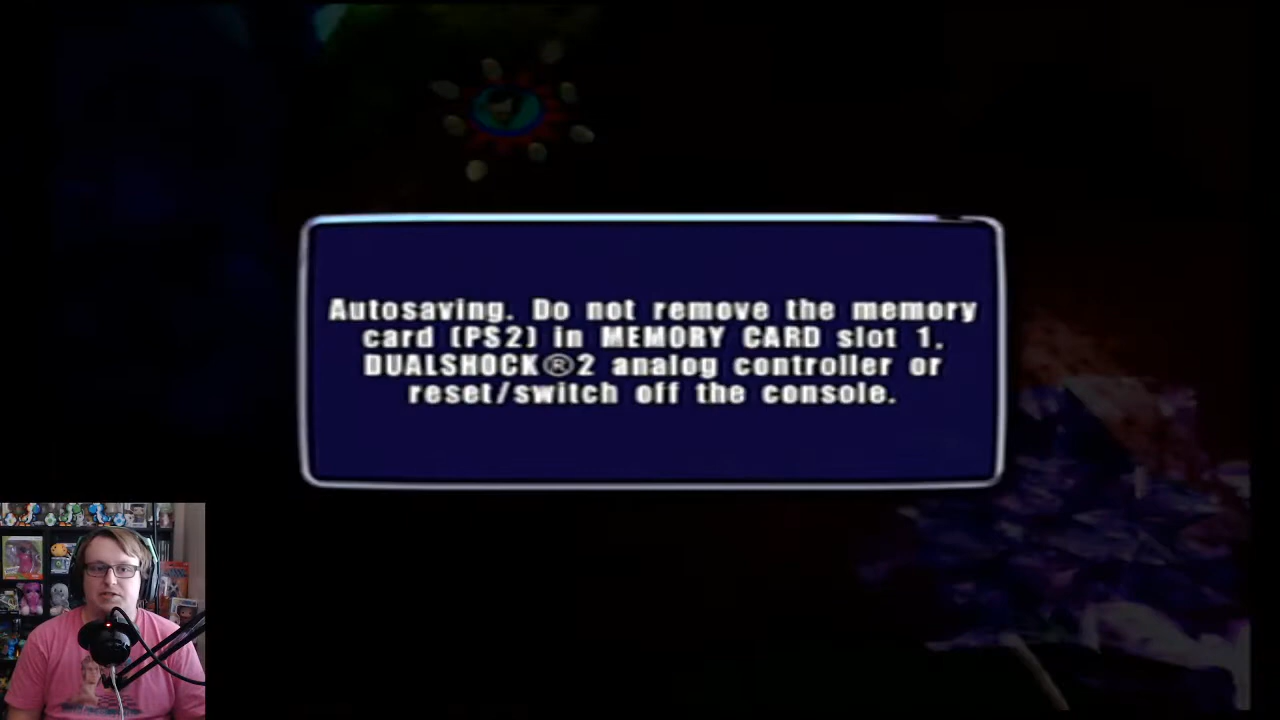 Autosaving. Do not remove the memory
card (PS2) in MEMORY CARD slot 1,
DUALSHOCK®2 analog controller or
reset/switch off the console.